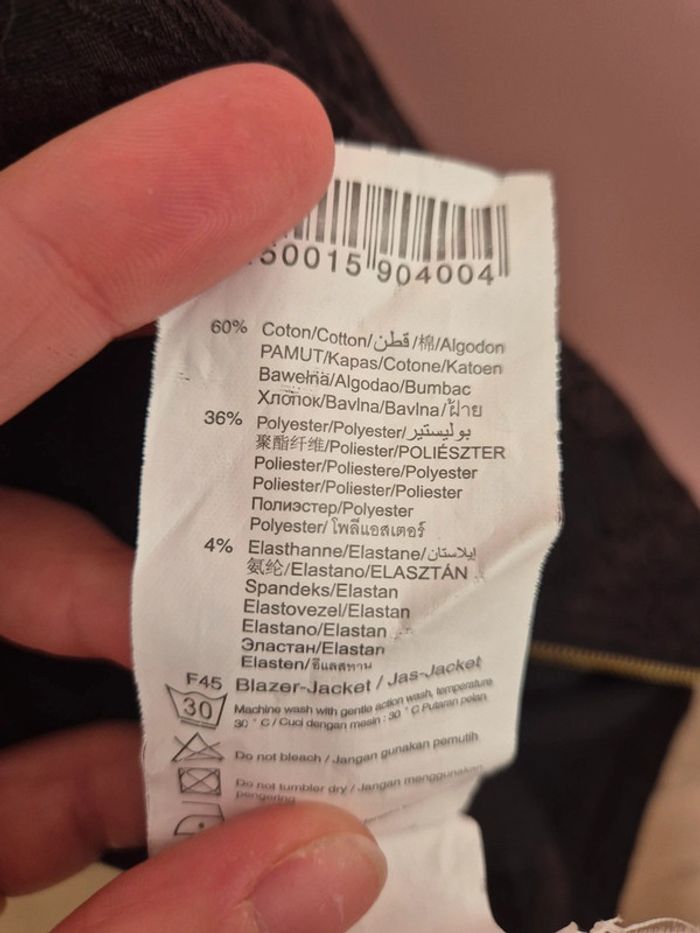 50015 904004
60% Coton/Cotton/قطن/棉/Algodon
PAMUT/Kapas/Cotone/Katoen
Bawełna/Algodao/Bumbac
Хлопок/Bavlna/Bavlna/ฝ้าย
36% Polyester/Polyester/بوليستير
聚酯纤维/Poliester/POLIÉSZTER
Poliester/Poliestere/Polyester
Poliester/Poliester/Poliester
Полиэстер/Polyester
Polyester/โพลีแอสเตอร์
4% Elasthanne/Elastane/إيلاستان
氨纶/Elastano/ELASZTÁN
Spandeks/Elastan
Elastovezel/Elastan
Elastano/Elastan
Эластан/Elastan
Elasten/อีแลสทาน
F45 Blazer-Jacket / Jas-Jacket
30 Machine wash with gentle action wash, temperature
30 ° C / Cuci dengan mesin : 30 ° C Putaran pelan
Do not bleach / Jangan gunakan pemutih
Do not tumbler dry / Jangan menggunakan
pengering